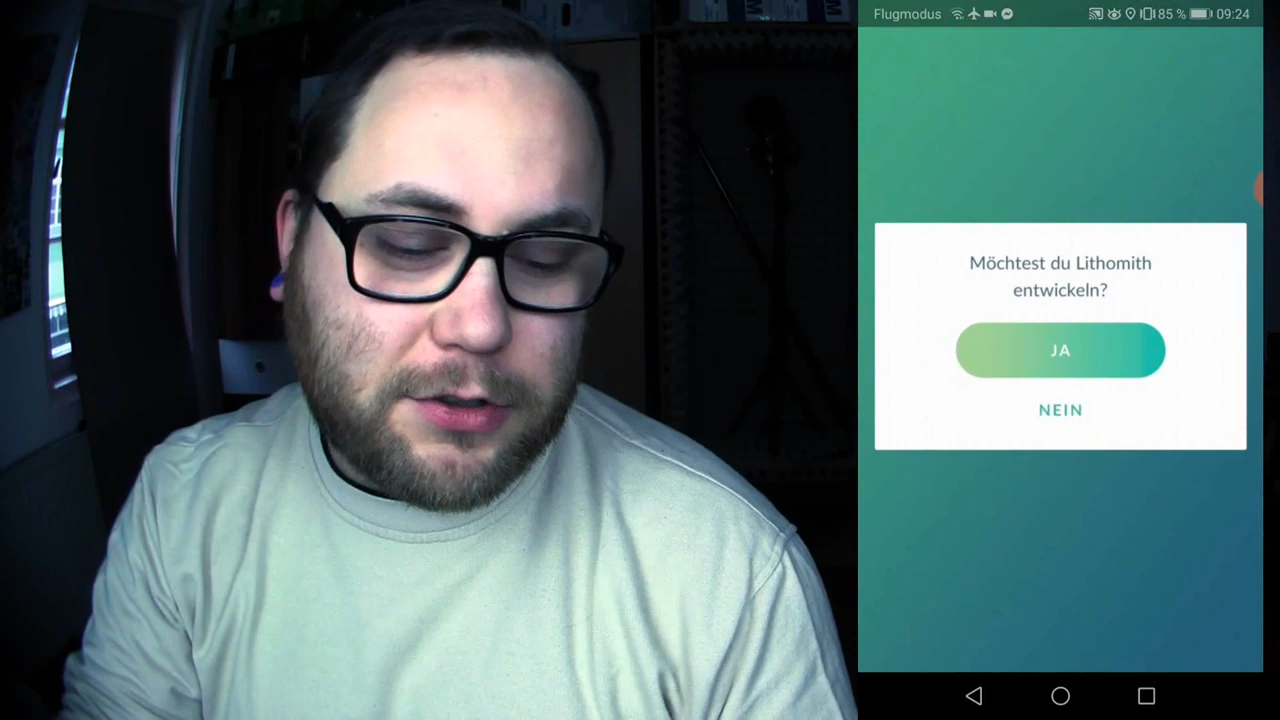 Flugmodus 85 % 09:24
Möchtest du Lithomith
entwickeln?
JA
NEIN